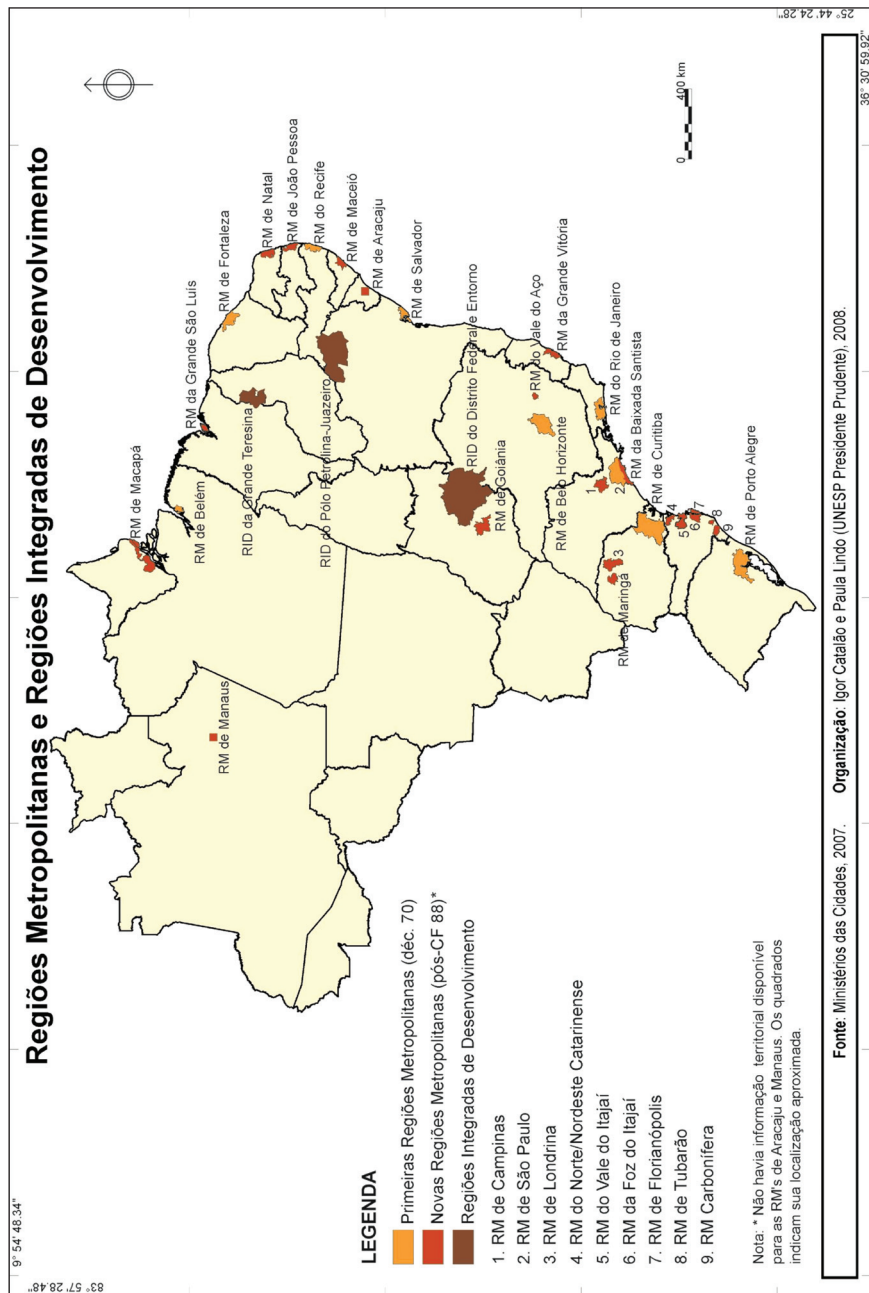 Regiões Metropolitanas e Regiões Integradas de Desenvolvimento
9° 54' 48.34"
83° 57' 28.48"
RM de Macapá
RM da Grande São Luis
RM de Fortaleza
RM de Natal
RM de João Pessoa
RM do Recife
RM de Maceió
RM de Aracaju
RM de Salvador
RM de Manaus
RM de Belém
RID da Grande Teresina
RID do Pólo Petrolina-Juazeiro
RID do Distrito Federal e Entorno
RM de Goiânia
RM de Belo Horizonte
RM do Vale do Aço
RM da Grande Vitória
RM do Rio de Janeiro
RM da Baixada Santista
RM de Curitiba
RM de Maringá
RM de Porto Alegre
1
2
3
4
5
6
7
8
9
0 400 km
LEGENDA
Primeiras Regiões Metropolitanas (déc. 70)
Novas Regiões Metropolitanas (pós-CF 88)*
Regiões Integradas de Desenvolvimento
1. RM de Campinas
2. RM de São Paulo
3. RM de Londrina
4. RM do Norte/Nordeste Catarinense
5. RM do Vale do Itajaí
6. RM da Foz do Itajaí
7. RM de Florianópolis
8. RM de Tubarão
9. RM Carbonífera
Nota: * Não havia informação territorial disponível
para as RM's de Aracaju e Manaus. Os quadrados
indicam sua localização aproximada.
Fonte: Ministérios das Cidades, 2007. Organização: Igor Catalão e Paula Lindo (UNESP Presidente Prudente), 2008.
36° 30' 59.92"
25° 44' 24.28"